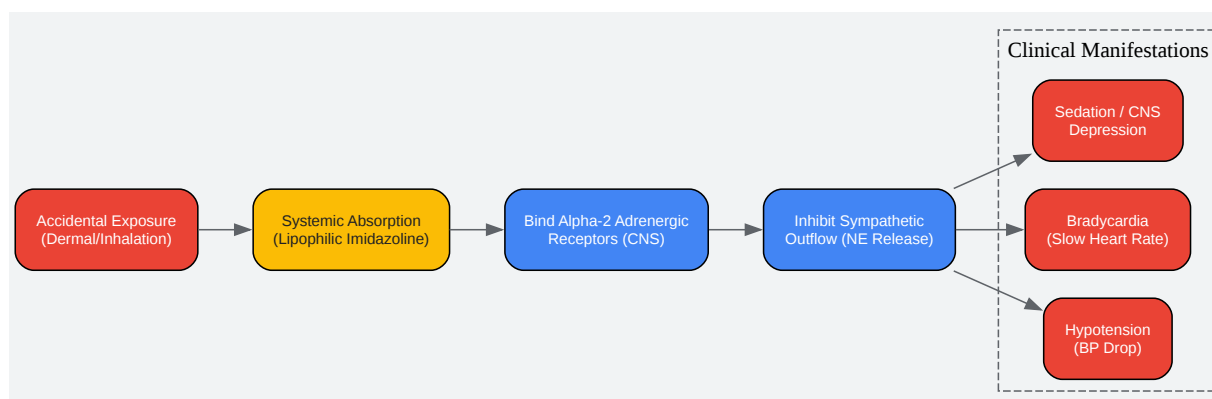 Clinical Manifestations
Accidental Exposure
(Dermal/Inhalation)
Systemic Absorption
(Lipophilic Imidazoline)
Bind Alpha-2 Adrenergic
Receptors (CNS)
Inhibit Sympathetic
Outflow (NE Release)
Sedation / CNS
Depression
Bradycardia
(Slow Heart Rate)
Hypotension
(BP Drop)